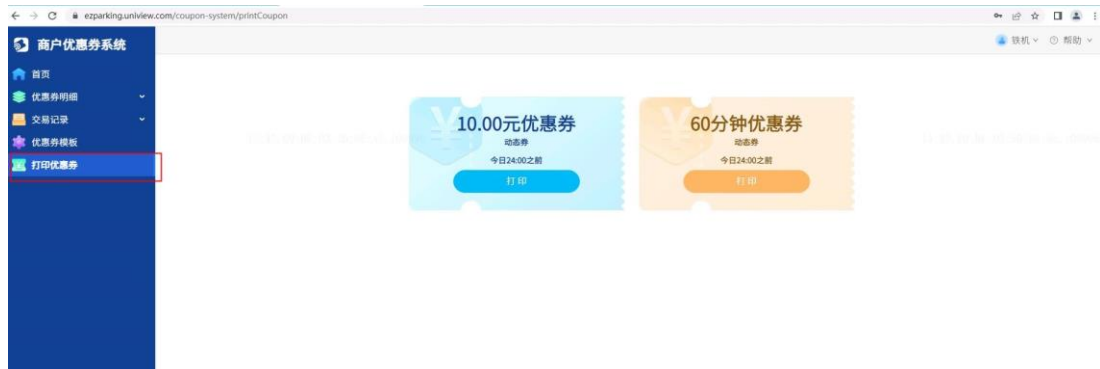 ezparking.uniview.com/coupon-system/printCoupon
商户优惠券系统
铁机
帮助
首页
优惠券明细
交易记录
优惠券模板
打印优惠券
10.00元优惠券
动态券
今日24:00之前
打印
60分钟优惠券
动态券
今日24:00之前
打印